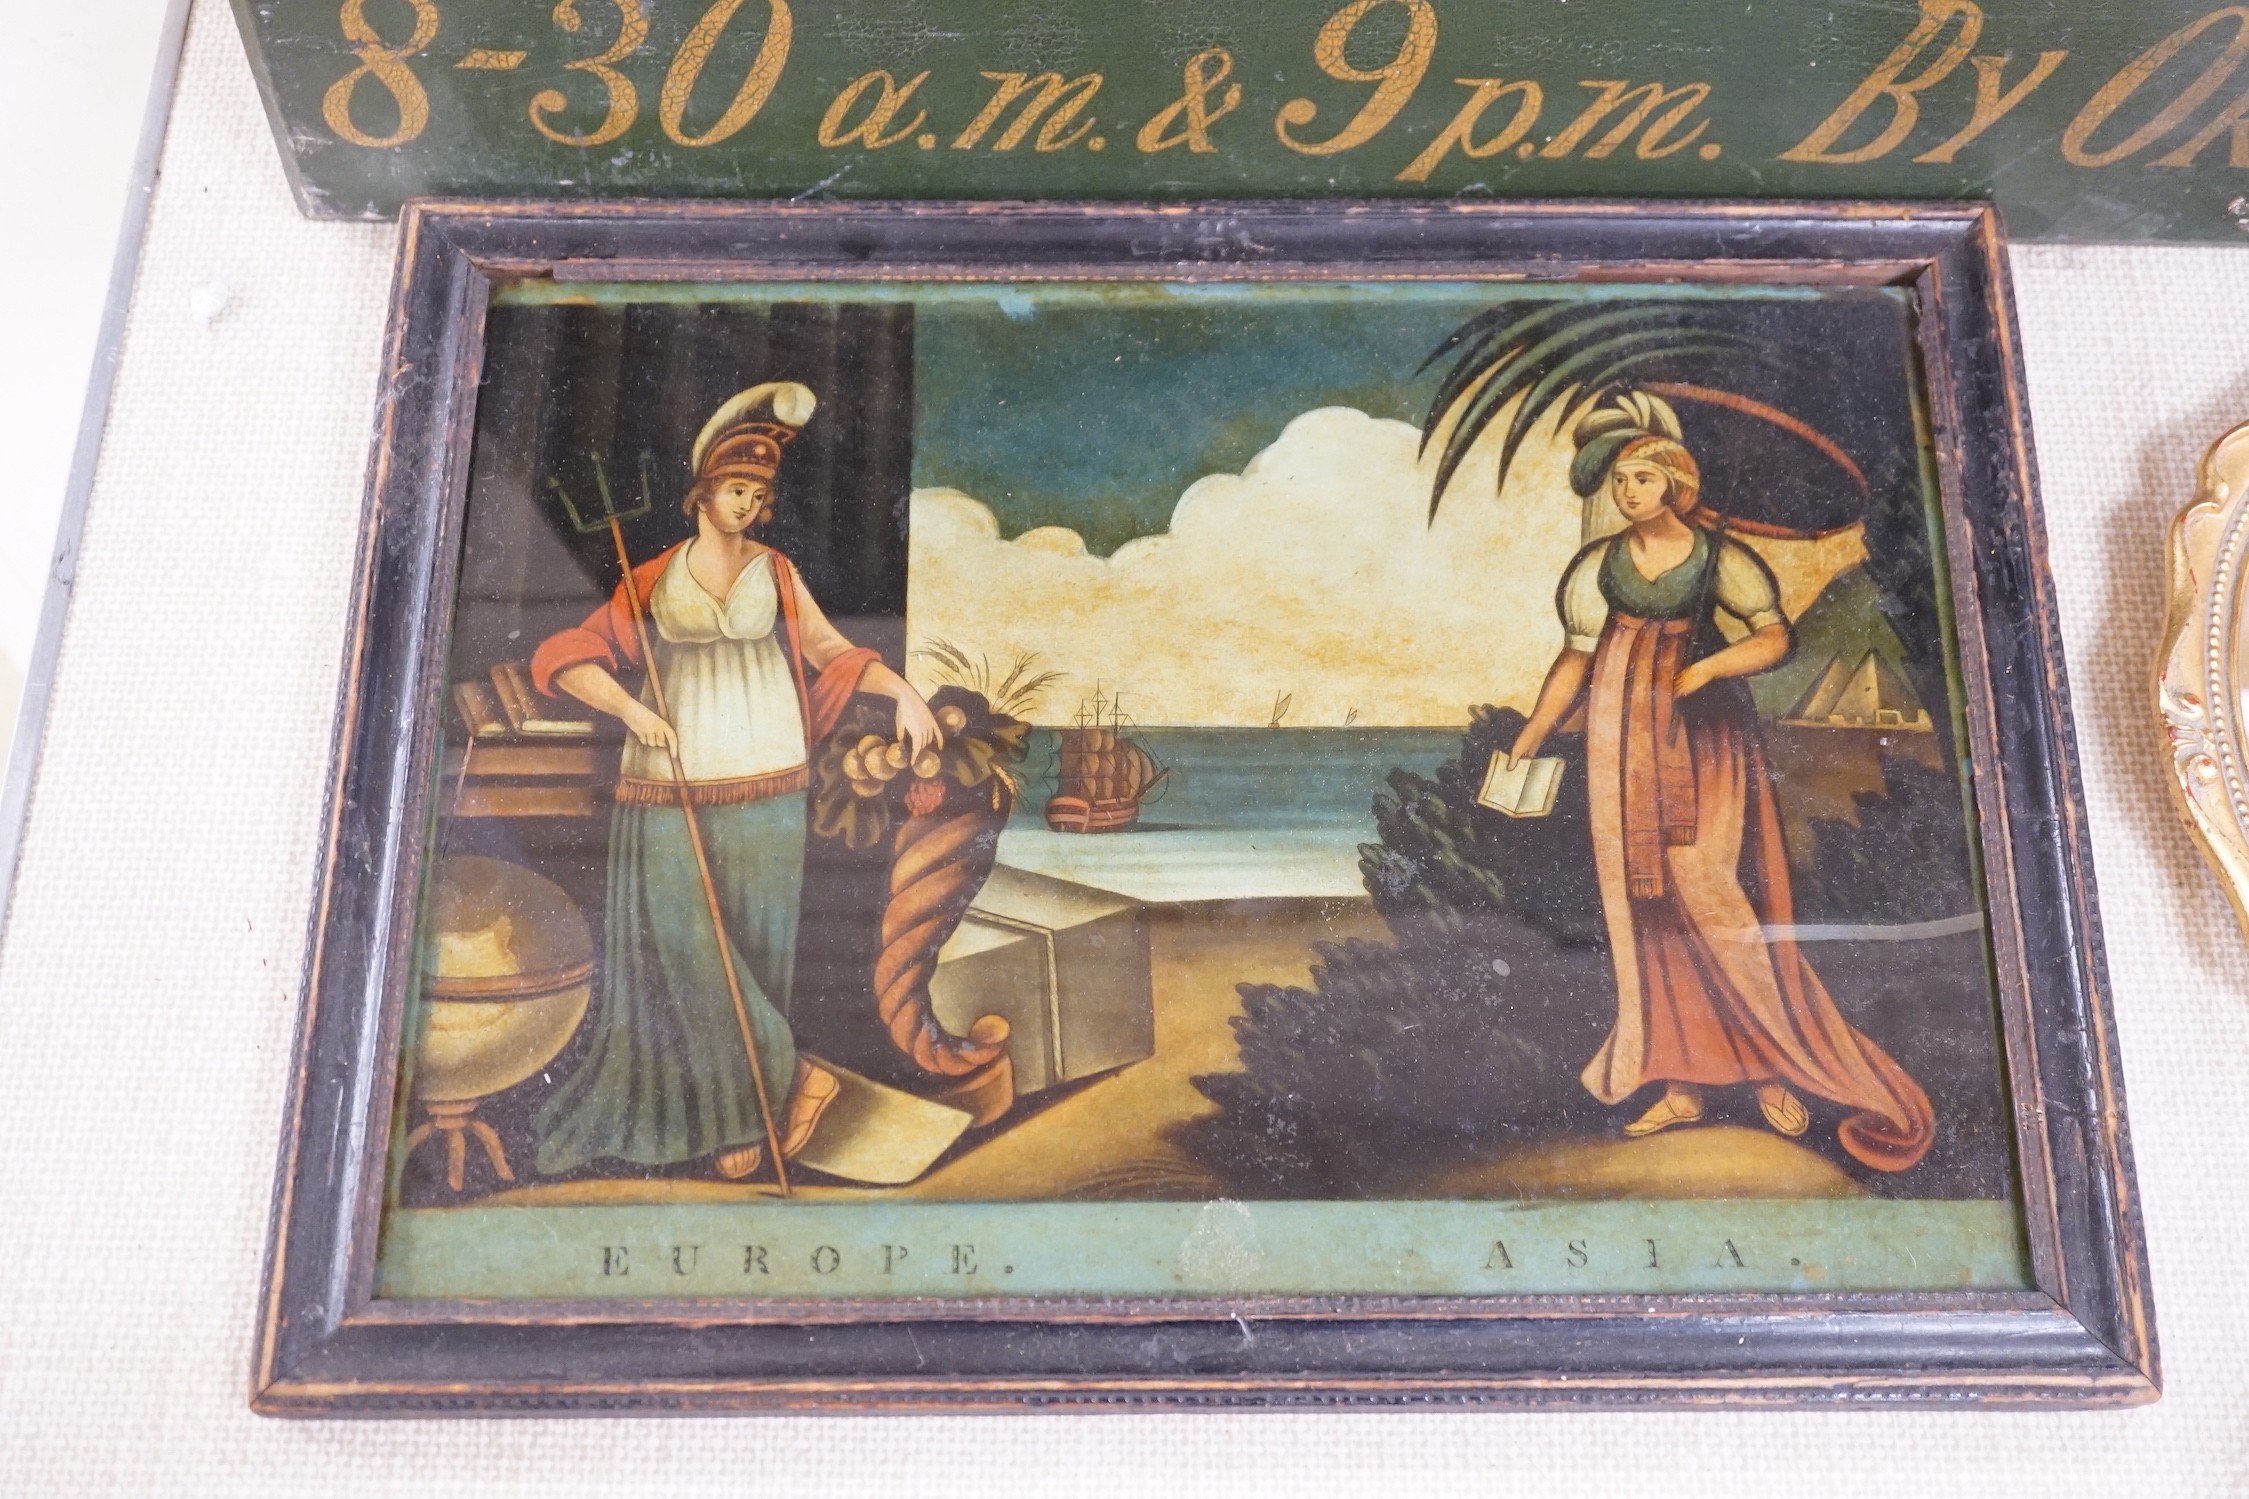 8-30 a.m. & 9 p.m. By
EUROPE. ASIA.